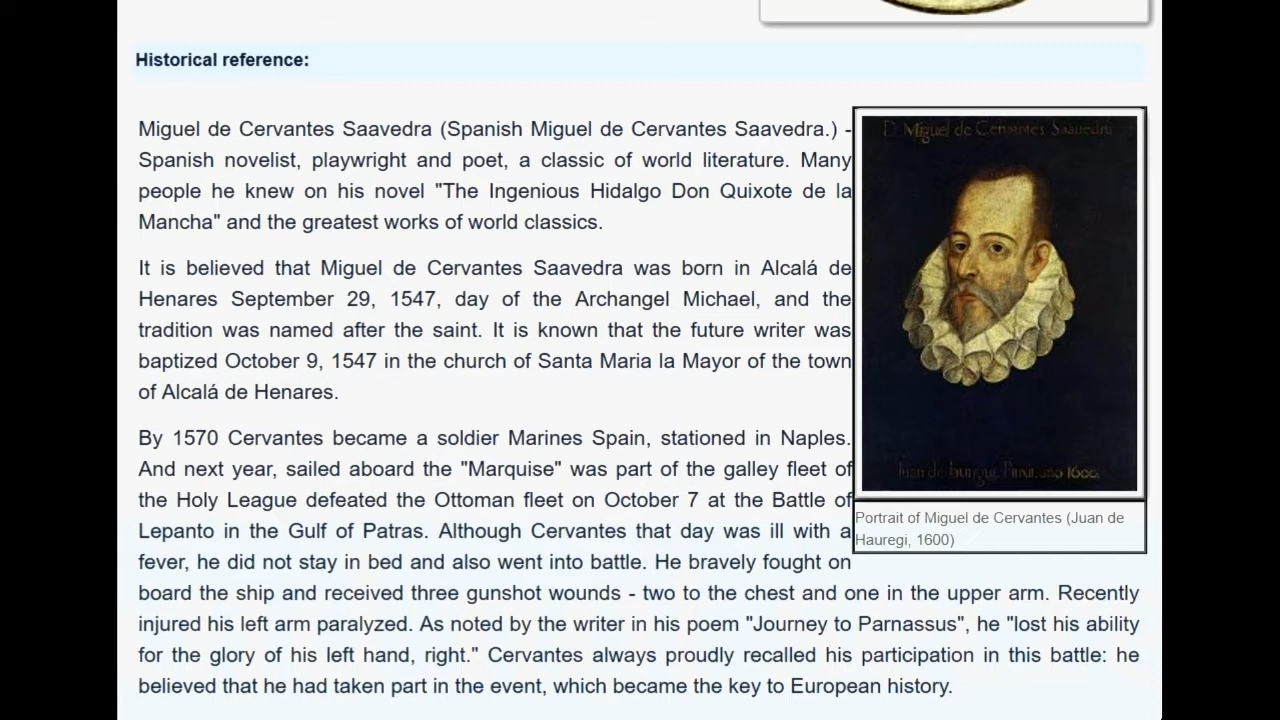 Historical reference:
Miguel de Cervantes Saavedra (Spanish Miguel de Cervantes Saavedra.) -
Spanish novelist, playwright and poet, a classic of world literature. Many
people he knew on his novel "The Ingenious Hidalgo Don Quixote de la
Mancha" and the greatest works of world classics.
It is believed that Miguel de Cervantes Saavedra was born in Alcalá de
Henares September 29, 1547, day of the Archangel Michael, and the
tradition was named after the saint. It is known that the future writer was
baptized October 9, 1547 in the church of Santa Maria la Mayor of the town
of Alcalá de Henares.
By 1570 Cervantes became a soldier Marines Spain, stationed in Naples.
And next year, sailed aboard the "Marquise" was part of the galley fleet of
the Holy League defeated the Ottoman fleet on October 7 at the Battle of
Lepanto in the Gulf of Patras. Although Cervantes that day was ill with a
fever, he did not stay in bed and also went into battle. He bravely fought on
board the ship and received three gunshot wounds - two to the chest and one in the upper arm. Recently
injured his left arm paralyzed. As noted by the writer in his poem "Journey to Parnassus", he "lost his ability
for the glory of his left hand, right." Cervantes always proudly recalled his participation in this battle: he
believed that he had taken part in the event, which became the key to European history.
D. Miguel de Cervantes Saauedra
Iuan de 1600.
Portrait of Miguel de Cervantes (Juan de
Hauregi, 1600)